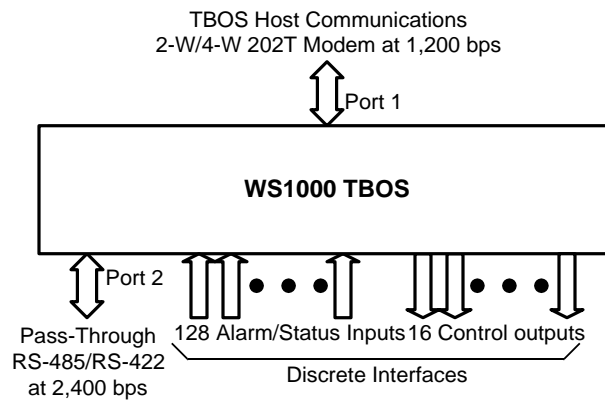 TBOS Host Communications
2-W/4-W 202T Modem at 1,200 bps
Port 1
WS1000 TBOS
Port 2
Pass-Through
RS-485/RS-422
at 2,400 bps
128 Alarm/Status Inputs
16 Control outputs
Discrete Interfaces